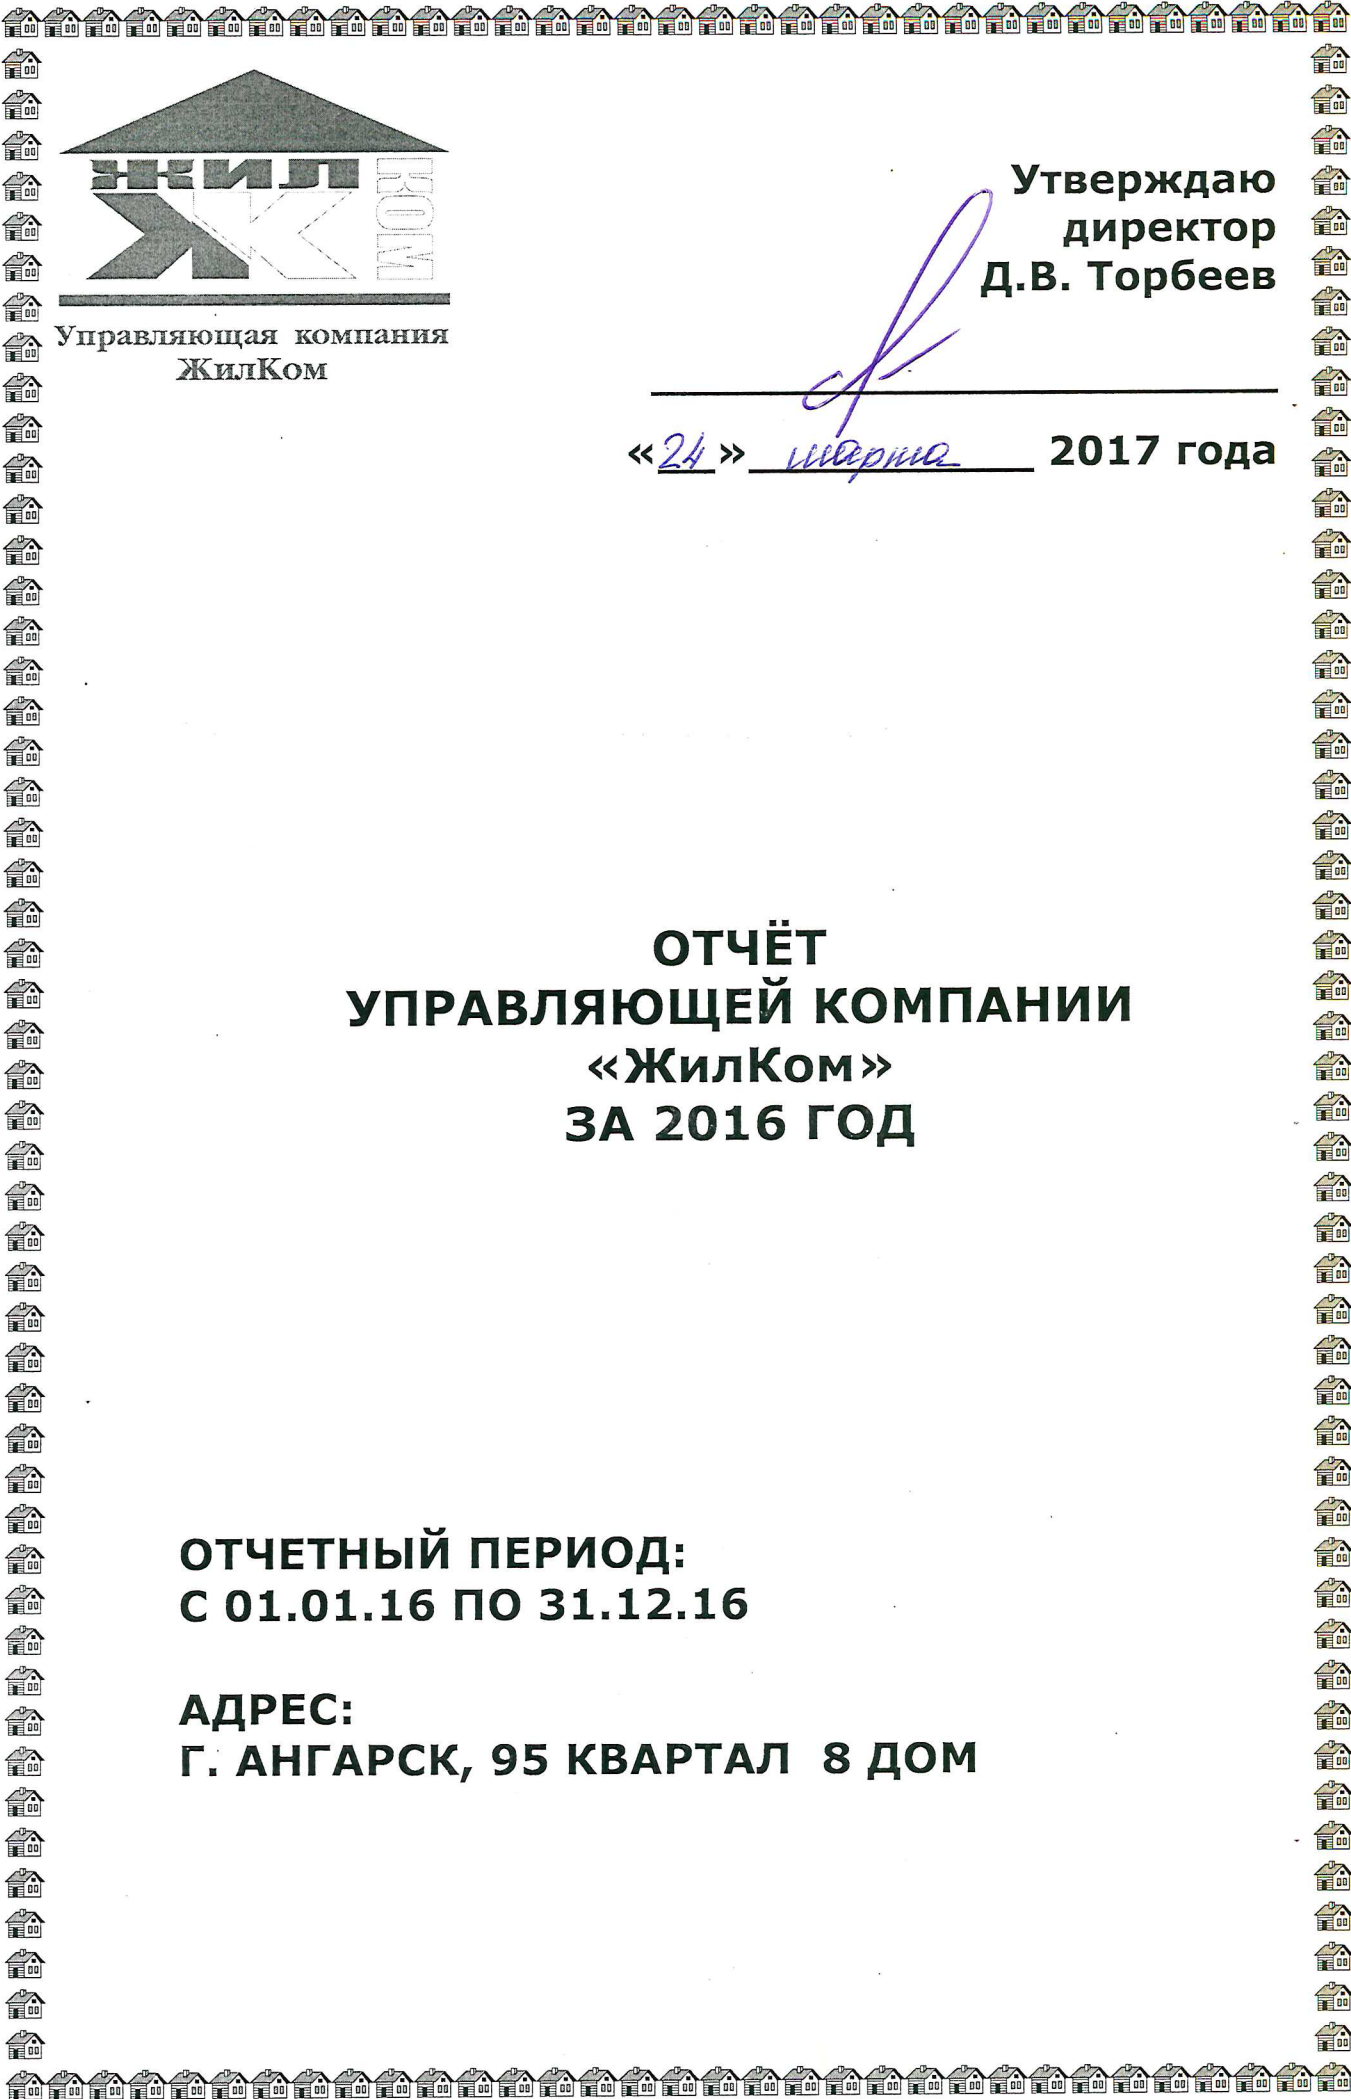 ЖИЛ КОМ
ЖК
Управляющая компания
ЖилКом
Утверждаю
директор
Д.В. Торбеев
«24» марта 2017 года
ОТЧЁТ
УПРАВЛЯЮЩЕЙ КОМПАНИИ
«ЖилКом»
ЗА 2016 ГОД
ОТЧЕТНЫЙ ПЕРИОД:
С 01.01.16 ПО 31.12.16
АДРЕС:
Г. АНГАРСК, 95 КВАРТАЛ 8 ДОМ